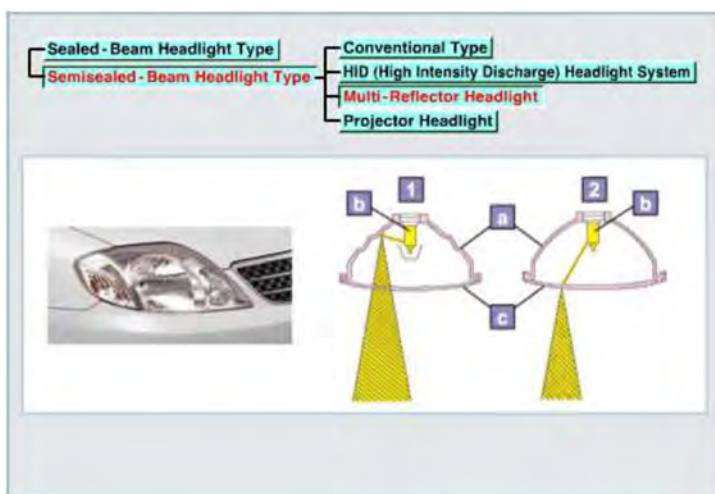 Sealed-Beam Headlight Type
Semisealed-Beam Headlight Type
Conventional Type
HID (High Intensity Discharge) Headlight System
Multi-Reflector Headlight
Projector Headlight
1
2
b
b
a
c